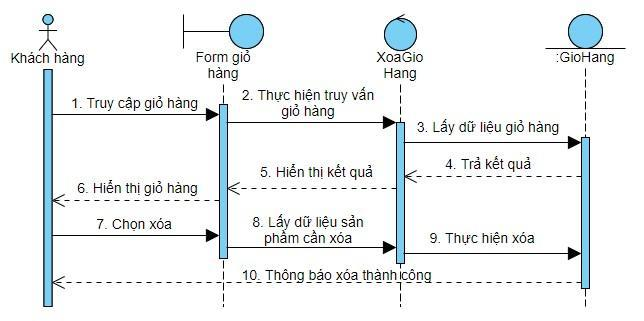 Khách hàng
Form giỏ
hàng
XoaGio
Hang
:GioHang
1. Truy cập giỏ hàng
2. Thực hiện truy vấn
giỏ hàng
3. Lấy dữ liệu giỏ hàng
4. Trả kết quả
5. Hiển thị kết quả
6. Hiển thị giỏ hàng
7. Chọn xóa
8. Lấy dữ liệu sản
phẩm cần xóa
9. Thực hiện xóa
10. Thông báo xóa thành công